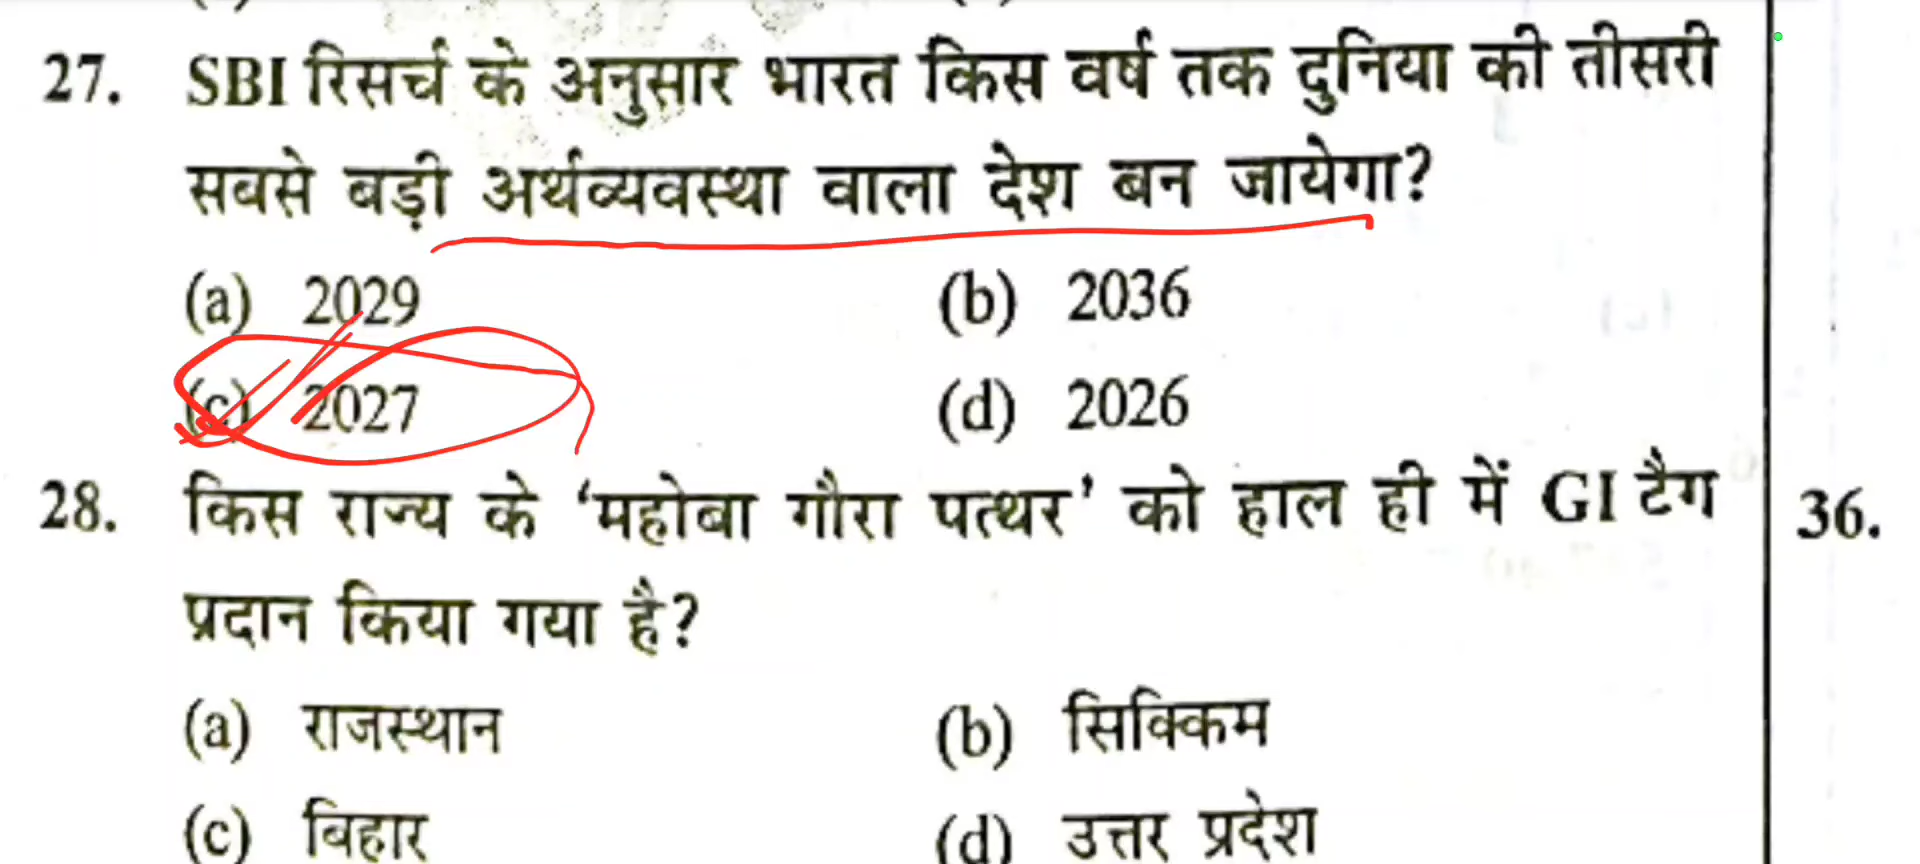 27. SBI रिसर्च के अनुसार भारत किस वर्ष तक दुनिया की तीसरी
सबसे बड़ी अर्थव्यवस्था वाला देश बन जायेगा?
(a) 2029 (b) 2036
(c) 2027 (d) 2026
28. किस राज्य के ‘महोबा गौरा पत्थर’ को हाल ही में GI टैग
प्रदान किया गया है?
(a) राजस्थान (b) सिक्किम
(c) बिहार (d) उत्तर प्रदेश
36.